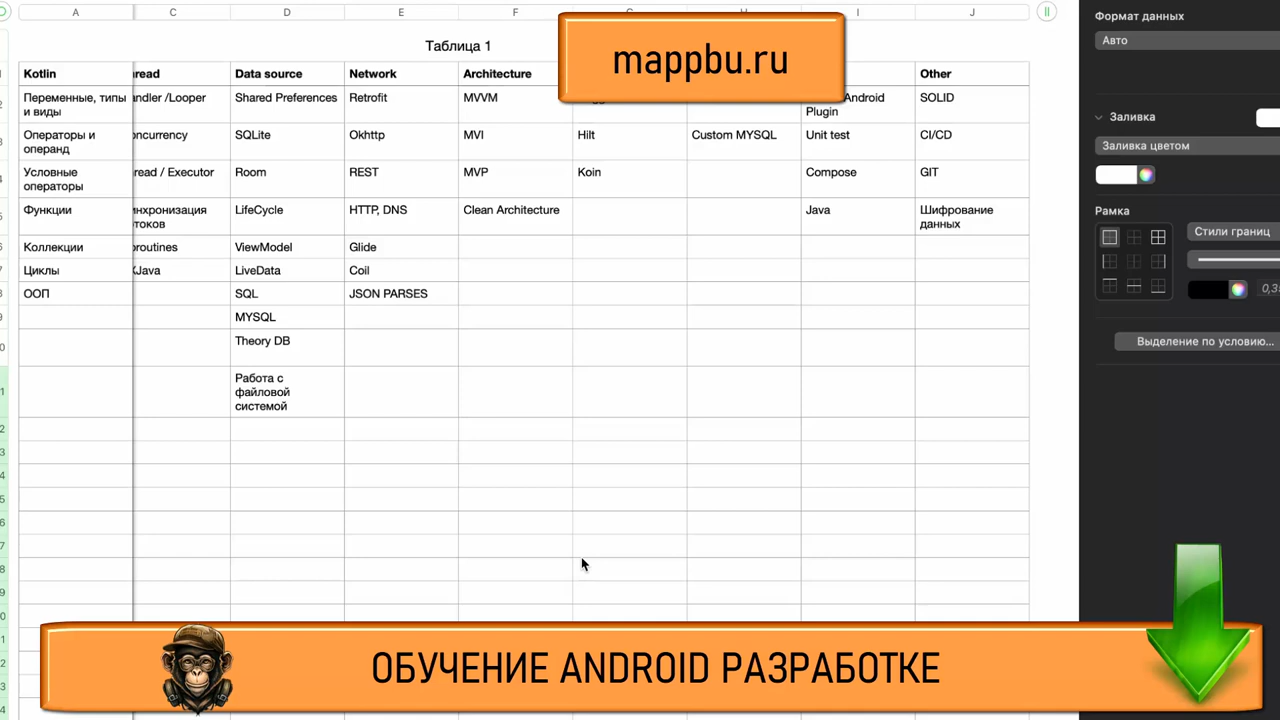 C D E F G H I J
Формат данных
Таблица 1
mappbu.ru
Авто
Kotlin read Data source Network Architecture Other
Переменные, типы и виды
andler /Looper
Shared Preferences
Retrofit
MVVM
Android Plugin
SOLID
Заливка
Операторы и операнд
oncurrency
SQLite
Okhttp
MVI
Hilt
Custom MYSQL
Unit test
CI/CD
Заливка цветом
Условные операторы
read / Executor
Room
REST
MVP
Koin
Compose
GIT
Функции
инхронизация
токов
LifeCycle
HTTP, DNS
Clean Architecture
Java
Шифрование данных
Рамка
Стили границ
Коллекции
oroutines
ViewModel
Glide
Циклы
Java
LiveData
Coil
ООП
SQL
JSON PARSES
0,35
MYSQL
Theory DB
Выделение по условию...
Работа с
файловой
системой
ОБУЧЕНИЕ ANDROID РАЗРАБОТКЕ